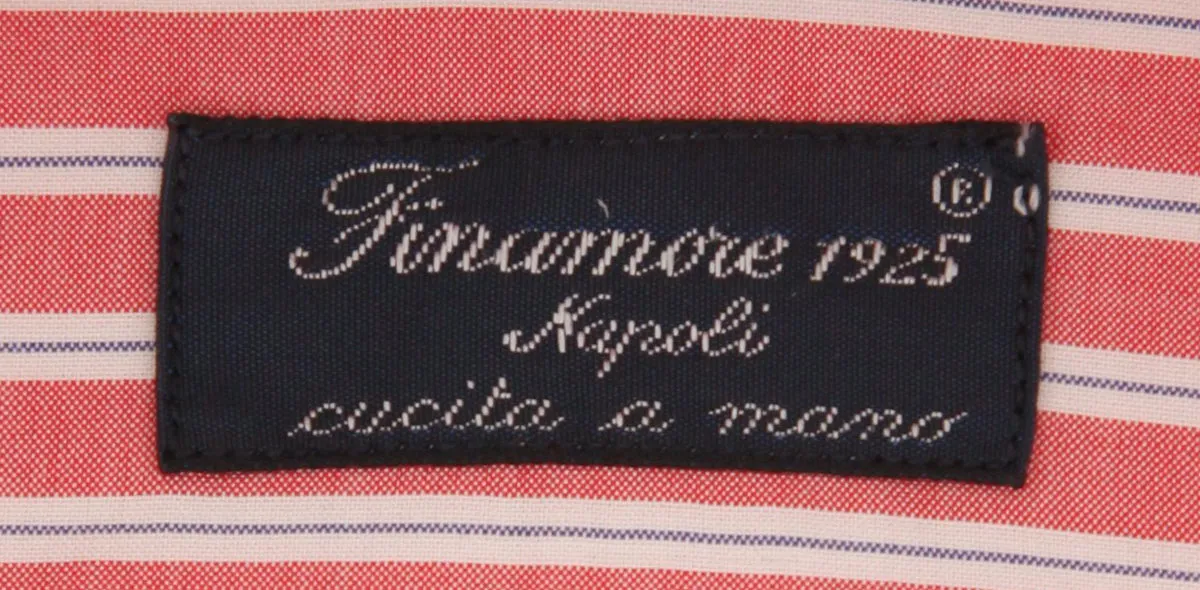 Finamore 1925 ®
Napoli
cucita a mano